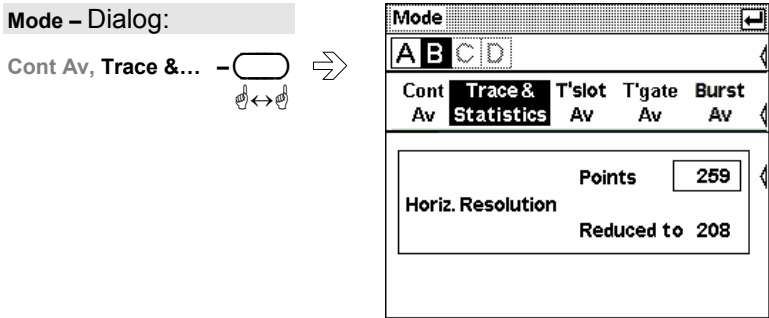 Mode – Dialog:
Cont Av, Trace &… –
Mode
A B C D
Cont Trace & T'slot T'gate Burst
Av Statistics Av Av Av
Points 259
Horiz. Resolution
Reduced to 208